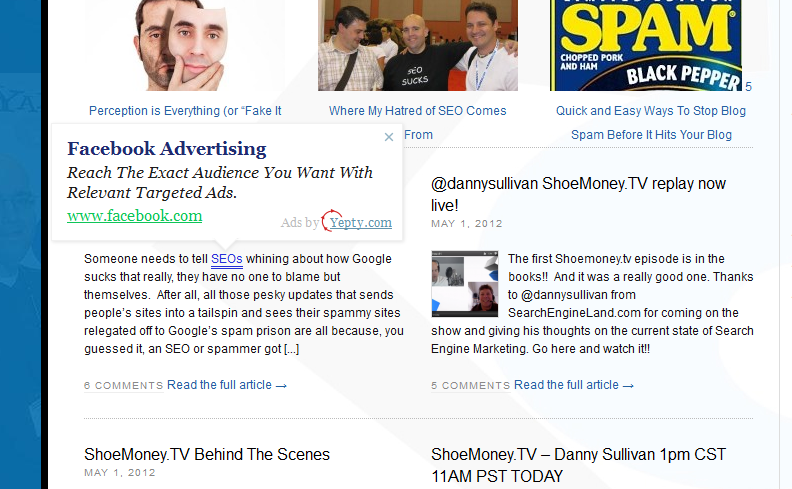 SEO
SUCKS
LIMITED EDITION
SPAM
CHOPPED PORK
AND HAM
BLACK PEPPER
5
Perception is Everything (or “Fake It
Where My Hatred of SEO Comes
From
Quick and Easy Ways To Stop Blog
Spam Before It Hits Your Blog
Facebook Advertising
×
Reach The Exact Audience You Want With
Relevant Targeted Ads.
www.facebook.com
Ads by Yepty.com
Someone needs to tell SEOs whining about how Google
sucks that really, they have no one to blame but
themselves. After all, all those pesky updates that sends
people’s sites into a tailspin and sees their spammy sites
relegated off to Google’s spam prison are all because, you
guessed it, an SEO or spammer got [...]
6 COMMENTS Read the full article →
@dannysullivan ShoeMoney.TV replay now
live!
MAY 1, 2012
The first Shoemoney.tv episode is in the
books!! And it was a really good one. Thanks
to @dannysullivan from
SearchEngineLand.com for coming on the
show and giving his thoughts on the current state of Search
Engine Marketing. Go here and watch it!!
5 COMMENTS Read the full article →
ShoeMoney.TV Behind The Scenes
MAY 1, 2012
ShoeMoney.TV – Danny Sullivan 1pm CST
11AM PST TODAY